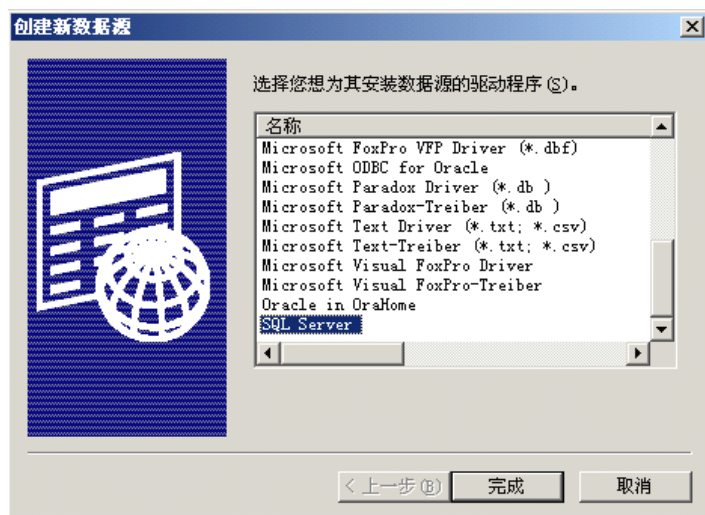 创建新数据源
选择您想为其安装数据源的驱动程序(S)。
名称
Microsoft FoxPro VFP Driver (*.dbf)
Microsoft ODBC for Oracle
Microsoft Paradox Driver (*.db )
Microsoft Paradox-Treiber (*.db )
Microsoft Text Driver (*.txt; *.csv)
Microsoft Text-Treiber (*.txt; *.csv)
Microsoft Visual FoxPro Driver
Microsoft Visual FoxPro-Treiber
Oracle in OraHome
SQL Server
< 上一步(B) 完成 取消